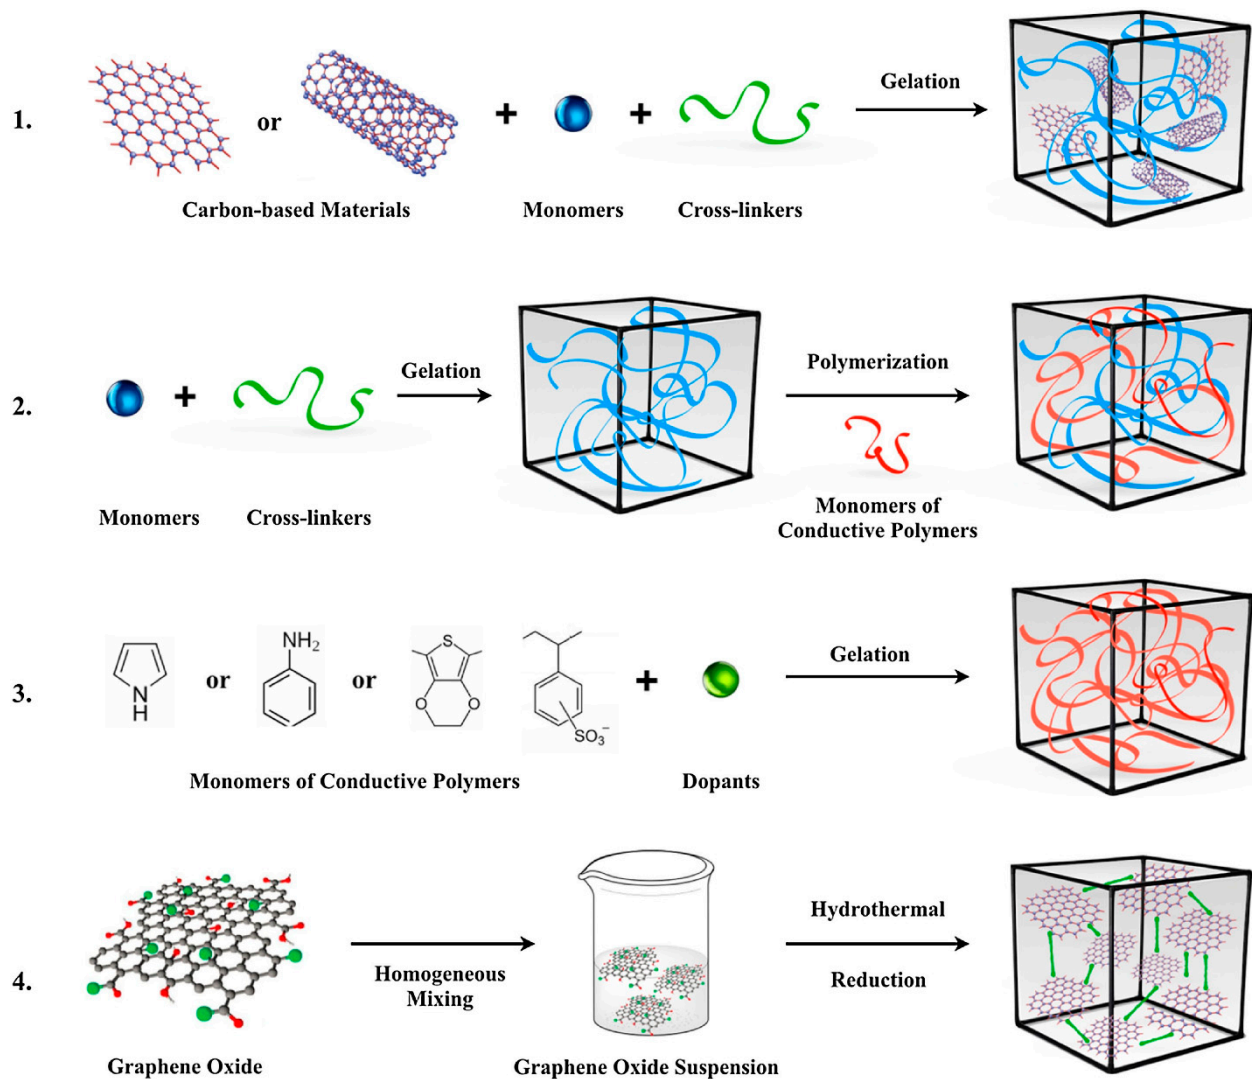 1.
or
+
+
Gelation
Carbon-based Materials
Monomers
Cross-linkers
2.
+
Gelation
Polymerization
Monomers
Cross-linkers
Monomers of
Conductive Polymers
3.
N
H
or
NH₂
or
S
O
O
SO₃⁻
+
Gelation
Monomers of Conductive Polymers
Dopants
4.
Homogeneous
Mixing
Hydrothermal
Reduction
Graphene Oxide
Graphene Oxide Suspension